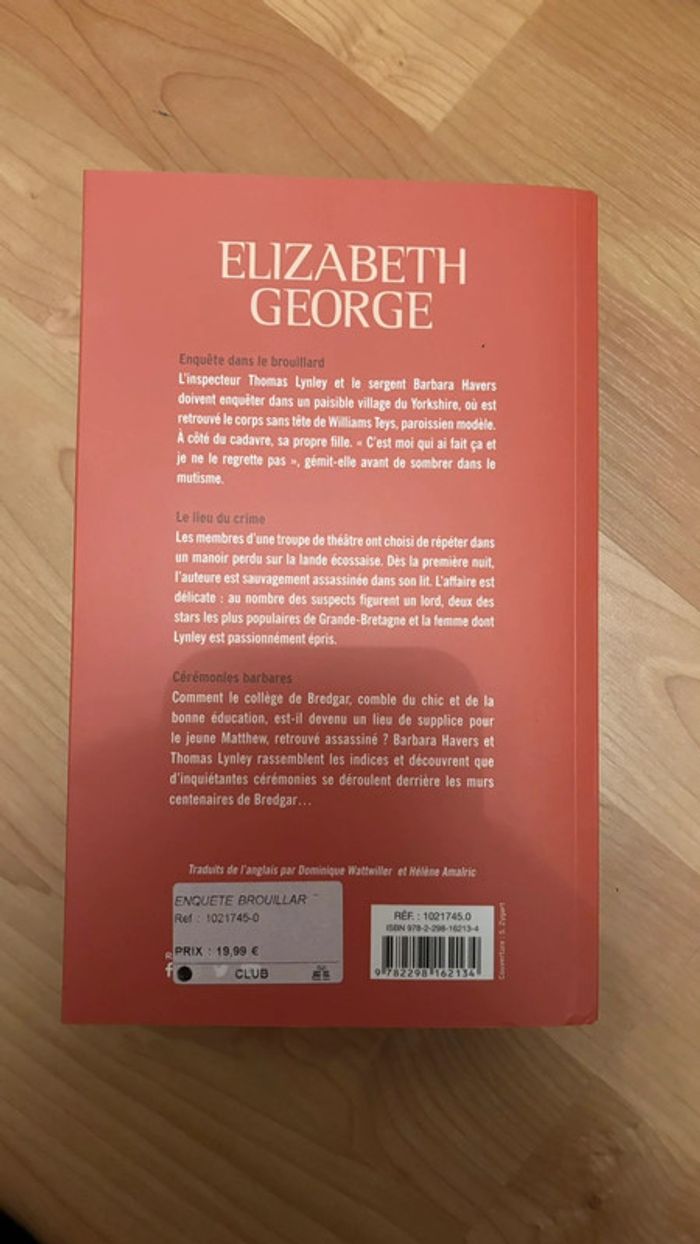 ELIZABETH
GEORGE
Enquête dans le brouillard
L'inspecteur Thomas Lynley et le sergent Barbara Havers
doivent enquêter dans un paisible village du Yorkshire, où est
retrouvé le corps sans tête de Williams Teys, paroissien modèle.
À côté du cadavre, sa propre fille. « C'est moi qui ai fait ça et
je ne le regrette pas », gémit-elle avant de sombrer dans le
mutisme.
Le lieu du crime
Les membres d'une troupe de théâtre ont choisi de répéter dans
un manoir perdu sur la lande écossaise. Dès la première nuit,
l'auteure est sauvagement assassinée dans son lit. L'affaire est
délicate : au nombre des suspects figurent un lord, deux des
stars les plus populaires de Grande-Bretagne et la femme dont
Lynley est passionnément épris.
Cérémonies barbares
Comment le collège de Bredgar, comble du chic et de la
bonne éducation, est-il devenu un lieu de supplice pour
le jeune Matthew, retrouvé assassiné ? Barbara Havers et
Thomas Lynley rassemblent les indices et découvrent que
d'inquiétantes cérémonies se déroulent derrière les murs
centenaires de Bredgar...
Traduits de l'anglais par Dominique Wattwiller et Hélène Amalric
ENQUETE BROUILLAR
Ref : 1021745-0
PRIX : 19,99 €
CLUB
RÉF. : 1021745.0
ISBN 978-2-298-16213-4
9 782298 162134
Couverture : S. Zygart